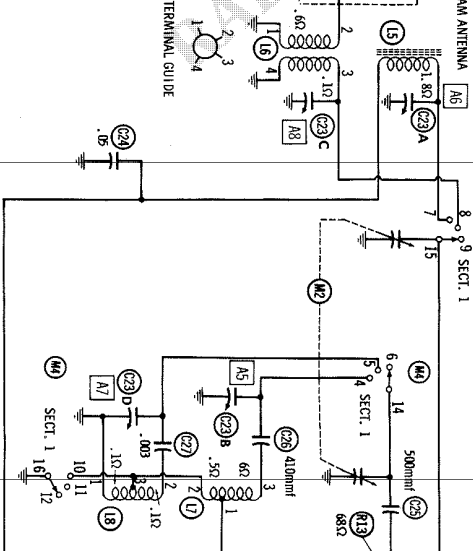 AM ANTENNA
L5
1.8Ω
A6
C23 A
.6Ω
1
2
L6
4
3
.1Ω
C23 C
A8
TERMINAL GUIDE
1
2
3
4
C24
.05
8
7
9
SECT. 1
15
M2
M4
6
5
4
14
SECT. 1
500mmf
C25
R13
68Ω
A5
C23 B
C26
410mmf
C23 D
A7
C27
.003
6Ω
3
.5Ω
1
L7
2
2
.1Ω
3
.1Ω
1
L8
M4
SECT. 1
16
10
11
12